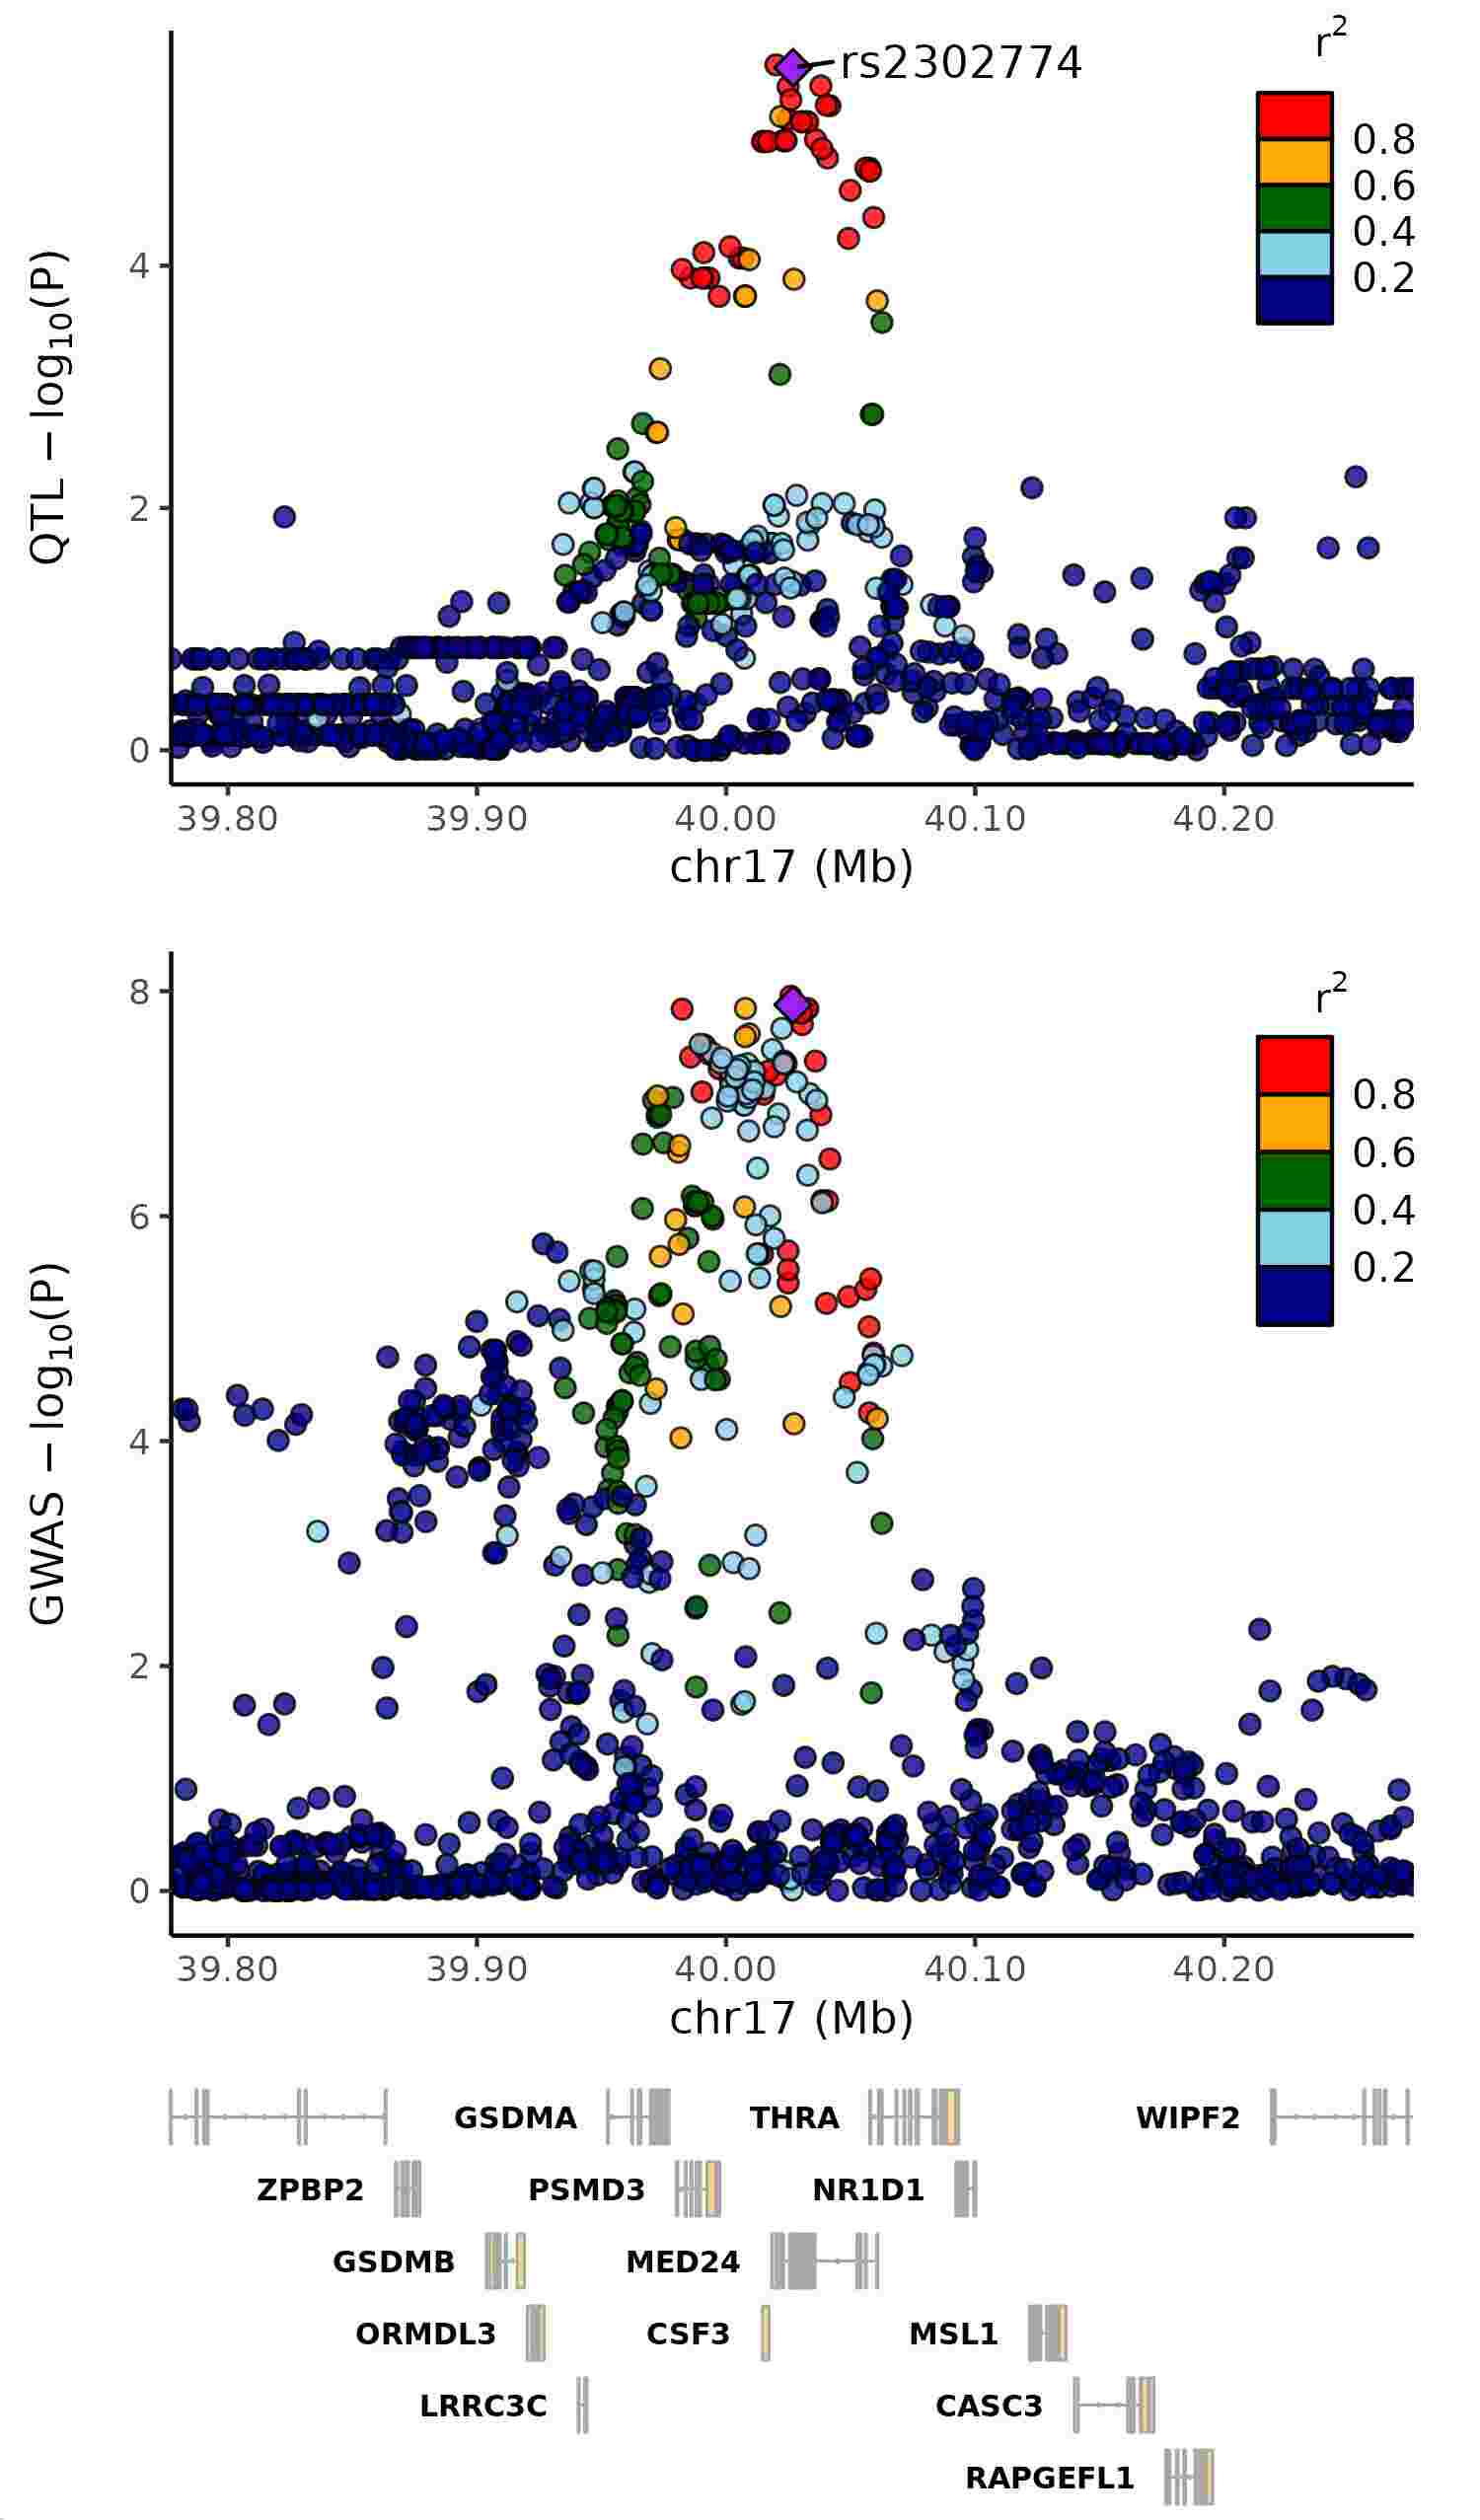 r²
rs2302774
0.8
0.6
0.4
0.2
QTL −log₁₀(P)
4
2
0
39.80 39.90 40.00 40.10 40.20
chr17 (Mb)
r²
0.8
0.6
0.4
0.2
GWAS −log₁₀(P)
8
6
4
2
0
39.80 39.90 40.00 40.10 40.20
chr17 (Mb)
GSDMA THRA WIPF2
ZPBP2 PSMD3 NR1D1
GSDMB MED24
ORMDL3 CSF3 MSL1
LRRC3C CASC3
RAPGEFL1